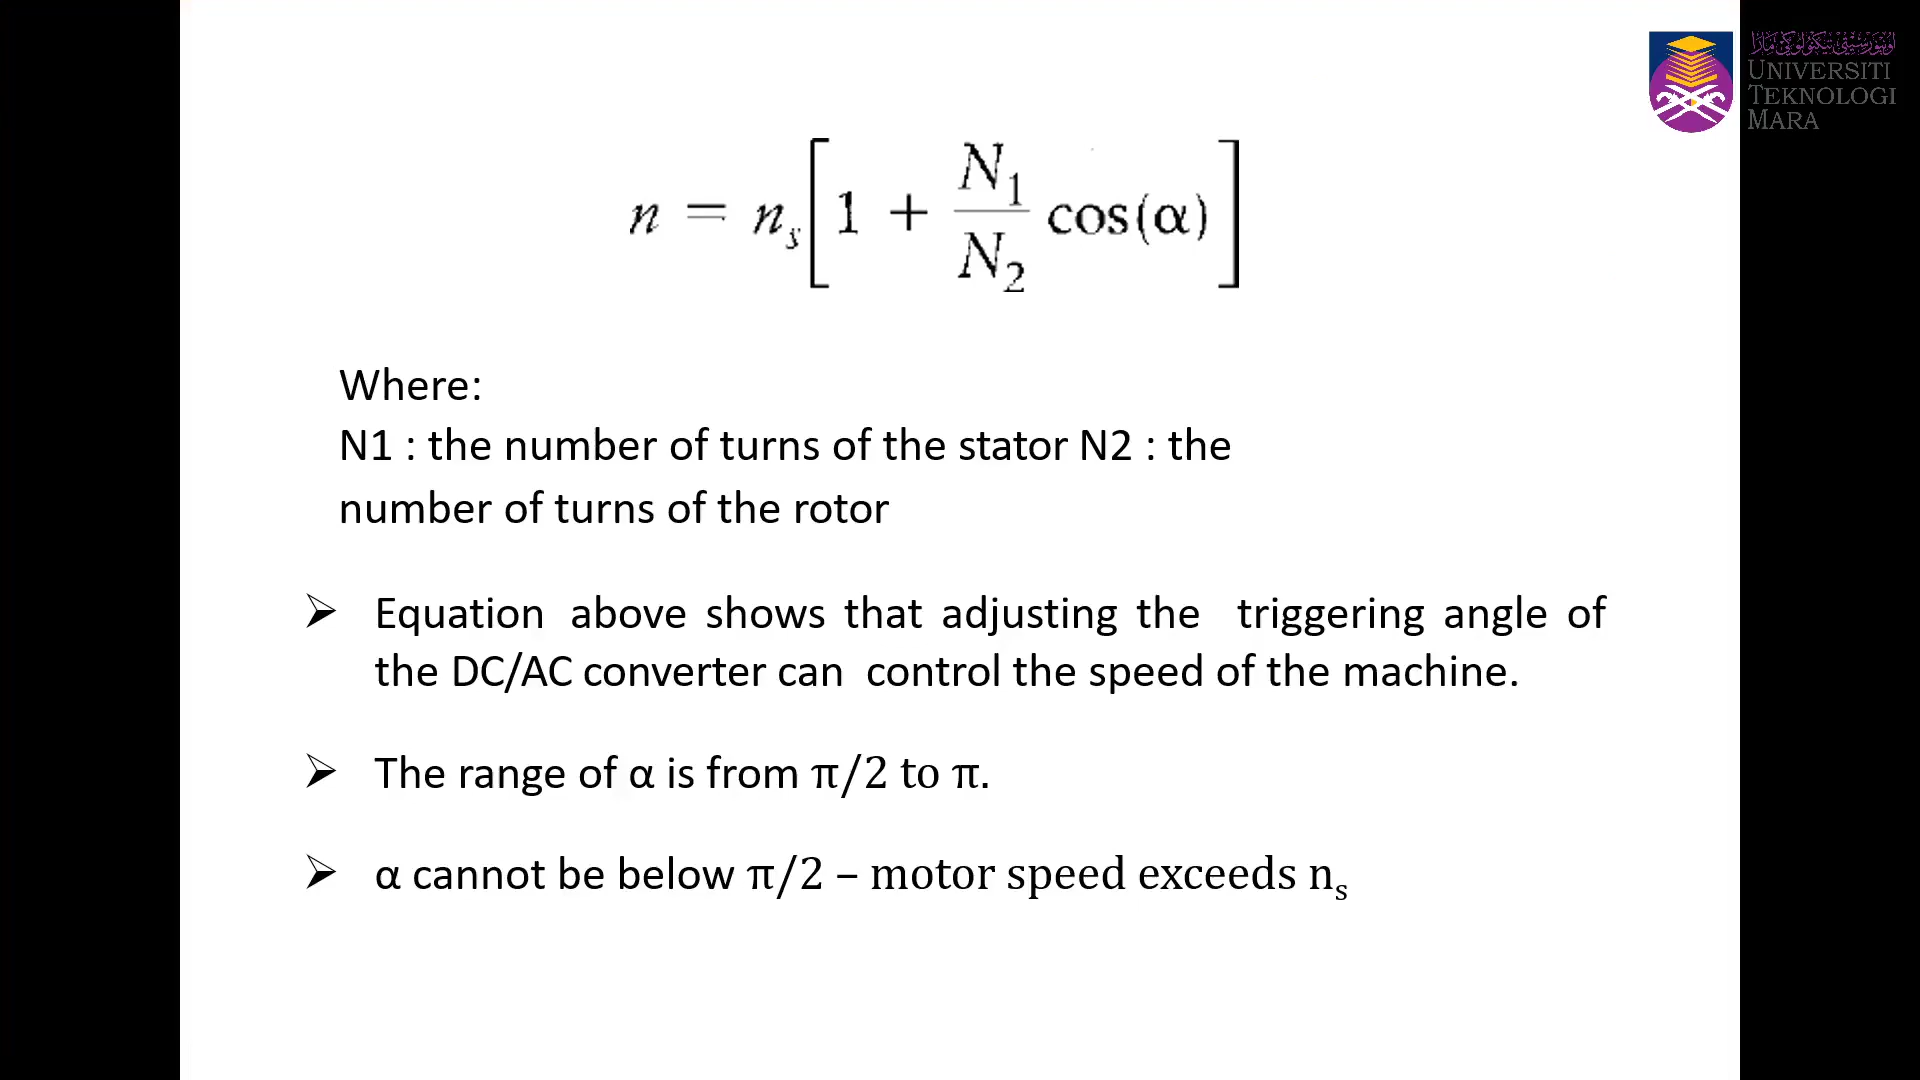 UNIVERSITI
TEKNOLOGI
MARA
n = n_s[1 + N_1/N_2 cos(α)]
Where:
N1 : the number of turns of the stator N2 : the
number of turns of the rotor
➢ Equation above shows that adjusting the triggering angle of
the DC/AC converter can control the speed of the machine.
➢ The range of α is from π/2 to π.
➢ α cannot be below π/2 – motor speed exceeds n_s